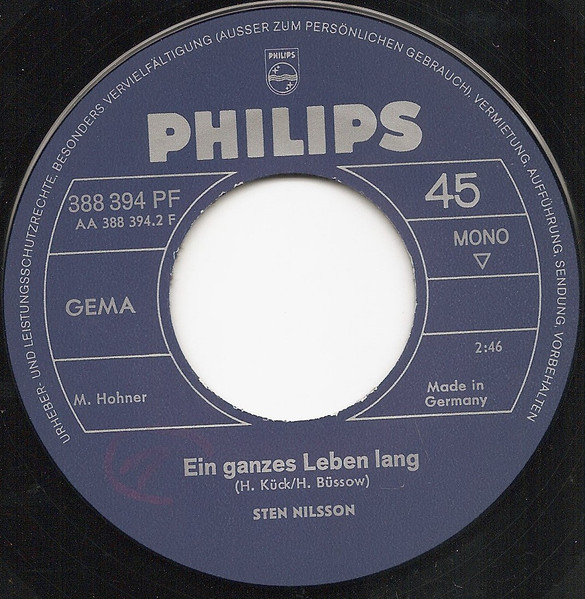 URHEBER- UND LEISTUNGSSCHUTZRECHTE, BESONDERS VERVIELFÄLTIGUNG (AUSSER ZUM PERSÖNLICHEN GEBRAUCH), VERMIETUNG, AUFFÜHRUNG, SENDUNG, VORBEHALTEN
PHILIPS
PHILIPS
388 394 PF
AA 388 394.2 F
45
MONO
GEMA
2:46
M. Hohner
Made in
Germany
Ein ganzes Leben lang
(H. Kück/H. Büssow)
STEN NILSSON